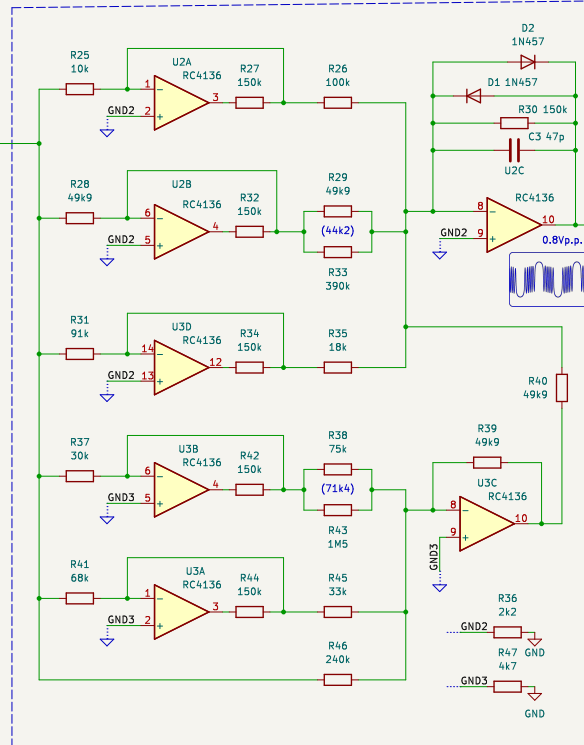 D2
1N457
D1 1N457
R30 150k
C3 47p
U2C
RC4136
8
9
10
GND2
0.8Vp.p.
R25
10k
U2A
RC4136
1
2
3
GND2
R27
150k
R26
100k
R28
49k9
U2B
RC4136
6
5
4
GND2
R32
150k
R29
49k9
(44k2)
R33
390k
R31
91k
U3D
RC4136
14
13
12
GND2
R34
150k
R35
18k
R40
49k9
R37
30k
U3B
RC4136
6
5
4
GND3
R42
150k
R38
75k
(71k4)
R43
1M5
R39
49k9
U3C
RC4136
8
9
10
GND3
R41
68k
U3A
RC4136
1
2
3
GND3
R44
150k
R45
33k
R46
240k
R36
2k2
GND2
GND
R47
4k7
GND3
GND